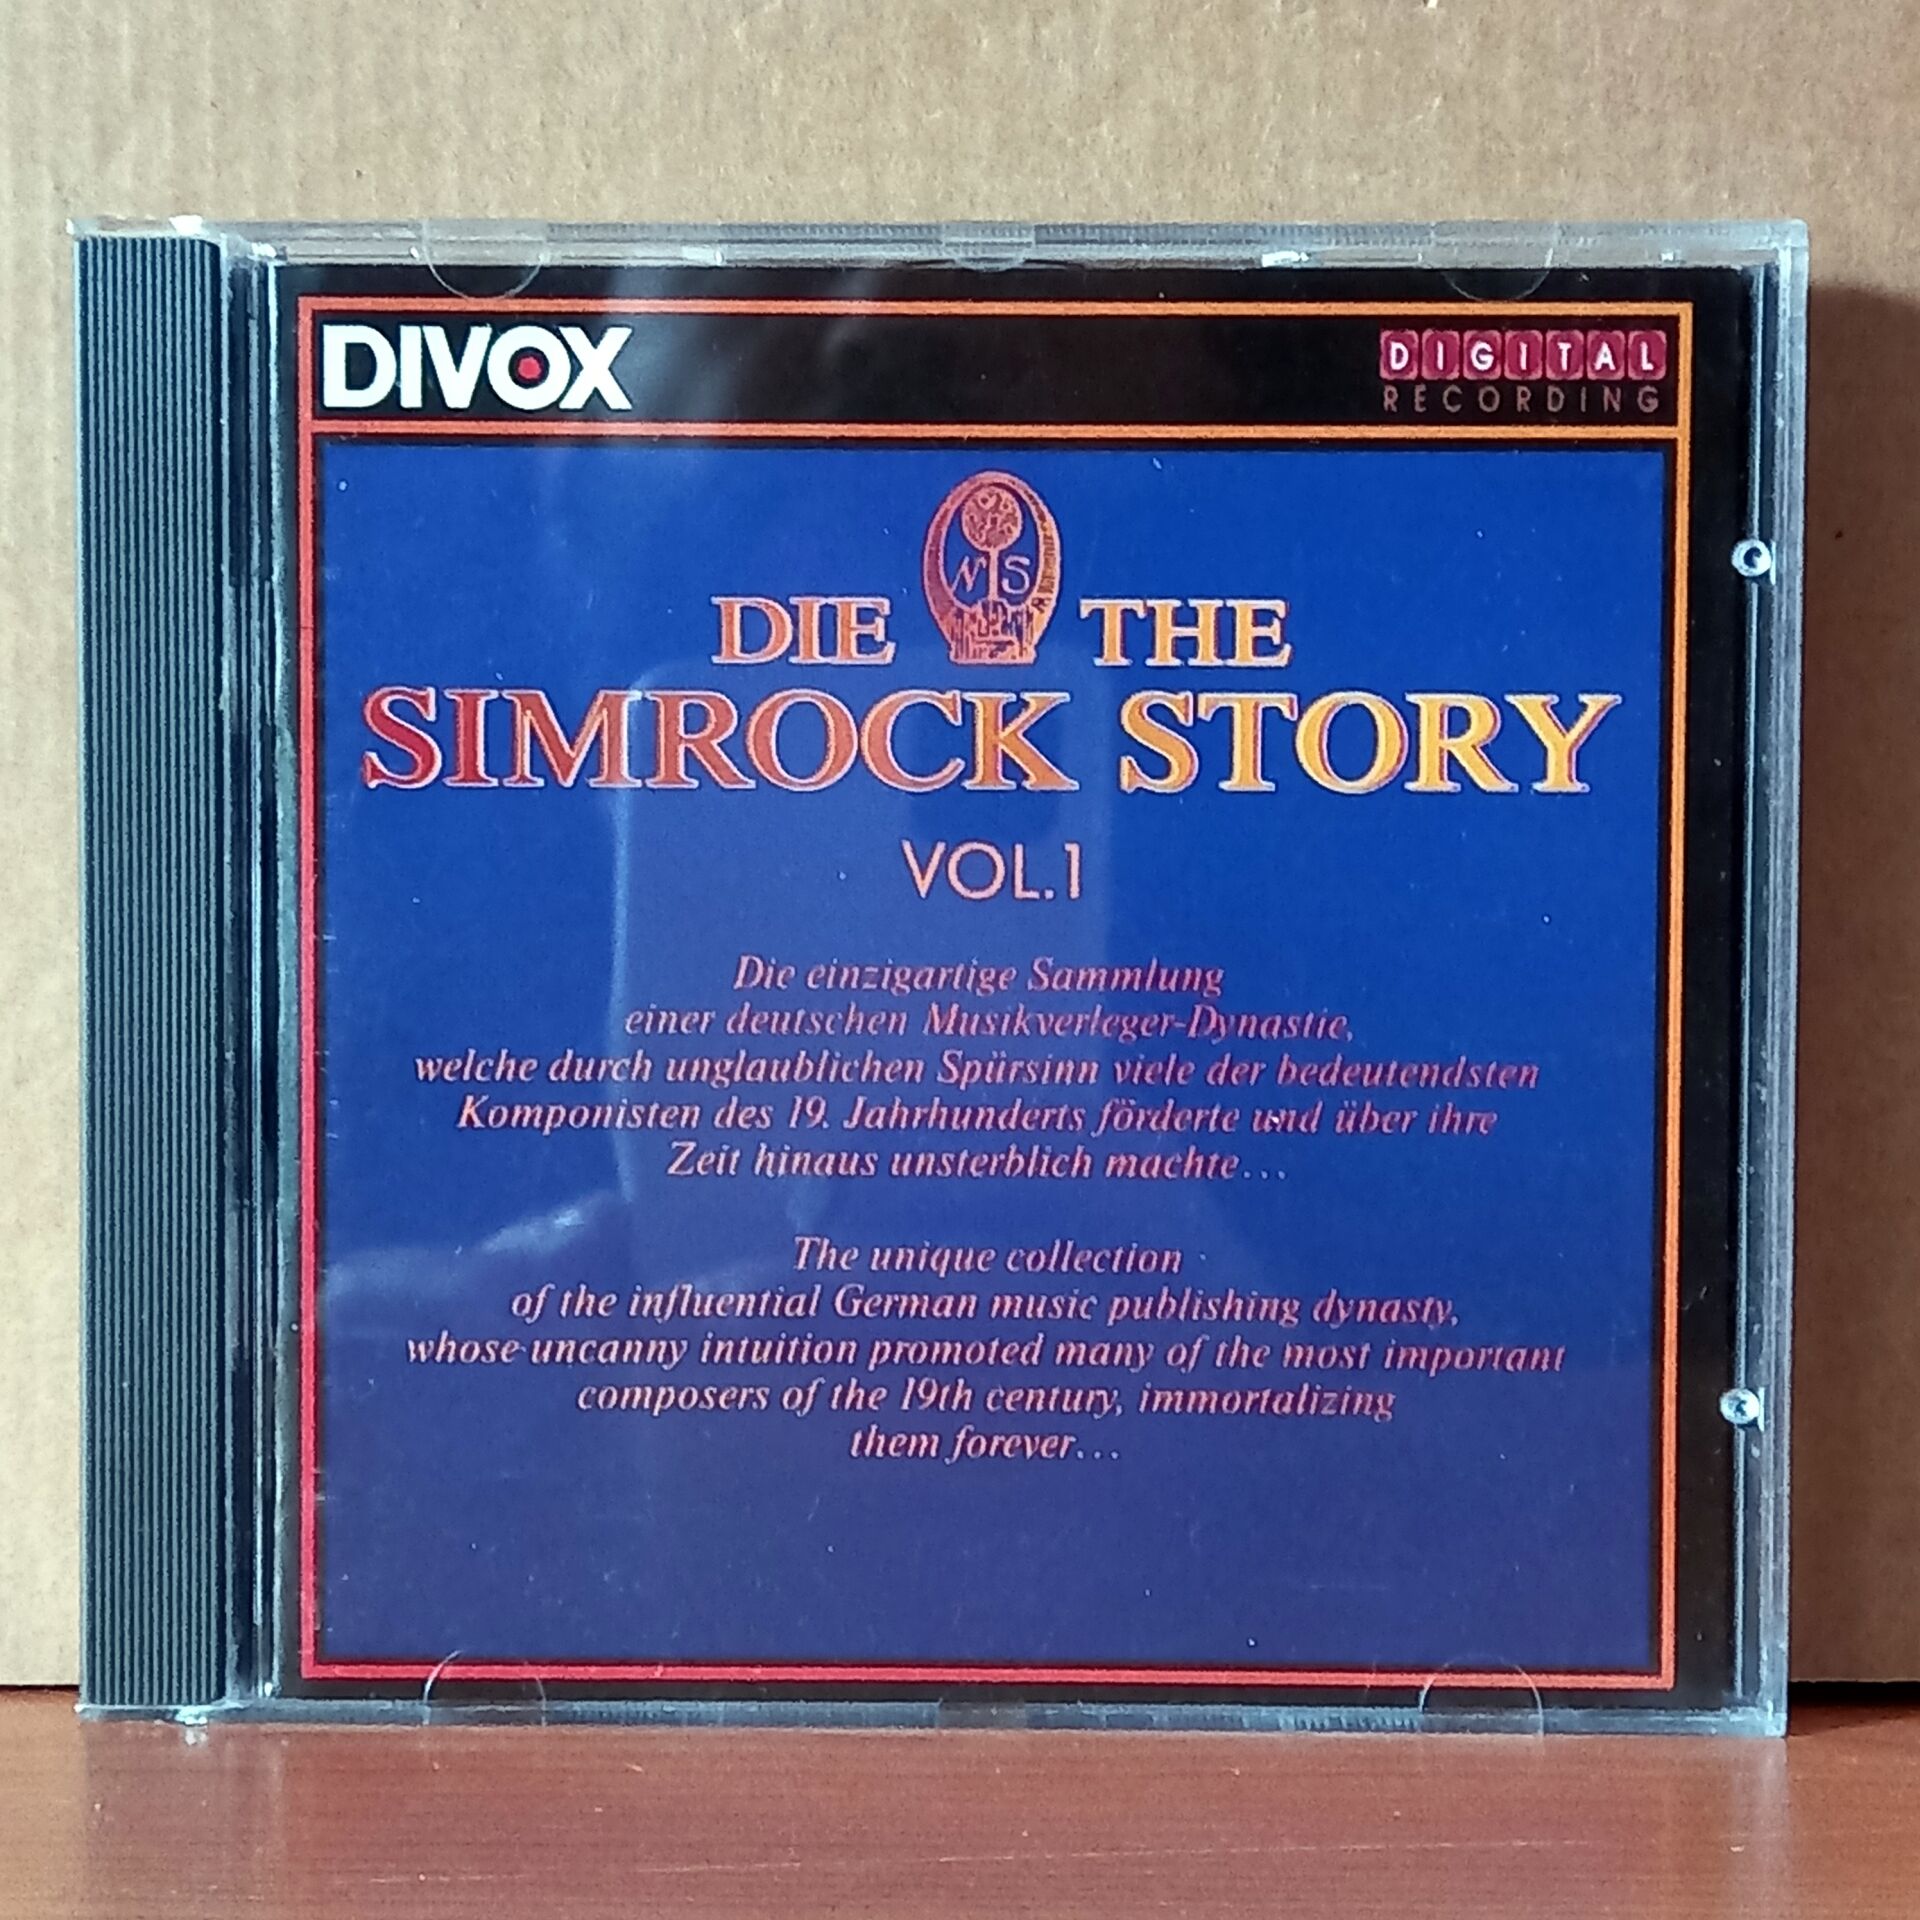 DIVOX
DIGITAL
RECORDING
N S
DIE THE
SIMROCK STORY
VOL.1
Die einzigartige Sammlung
einer deutschen Musikverleger-Dynastie,
welche durch unglaublichen Spürsinn viele der bedeutendsten
Komponisten des 19. Jahrhunderts förderte und über ihre
Zeit hinaus unsterblich machte...
The unique collection
of the influential German music publishing dynasty,
whose uncanny intuition promoted many of the most important
composers of the 19th century, immortalizing
them forever...